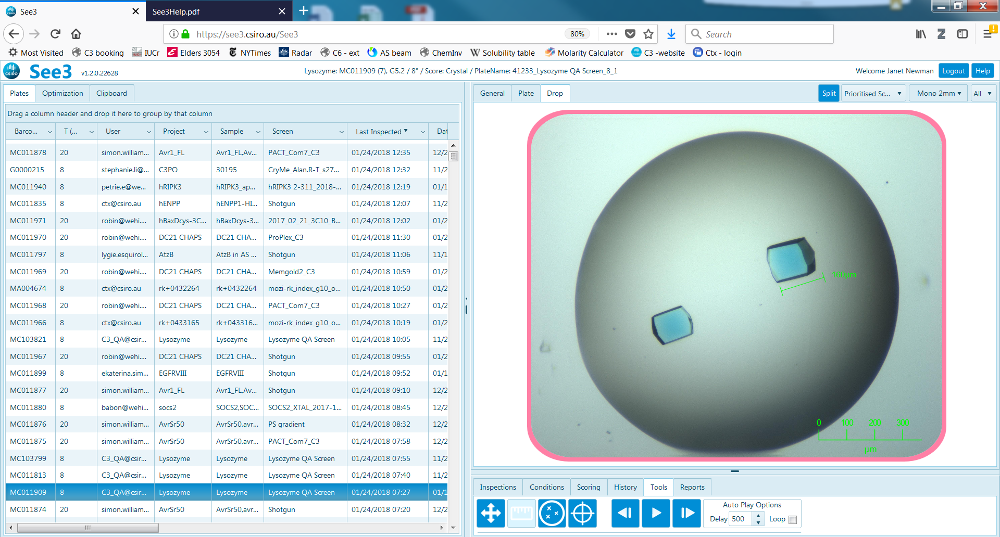 See3
See3Help.pdf
https://see3.csiro.au/See3
80%
Search
Most Visited C3 booking IUCr Elders 3054 NYTimes Radar C6 - ext AS beam ChemInv Solubility table Molarity Calculator C3 -website Ctx - login
CSIRO See3 v1.2.0.22628
Lysozyme: MC011909 (7), G5.2 / 8° / Score: Crystal / PlateName: 41233_Lysozyme QA Screen_8_1
Welcome Janet Newman Logout Help
Plates Optimization Clipboard
Drag a column header and drop it here to group by that column
Barco... T (... User Project Sample Screen Last Inspected Dat
MC011878 20 simon.william... Avr1_FL Avr1_FL,Av... PACT_Com7_C3 01/24/2018 12:35 12/2
G0000215 8 stephanie.li@... C3PO 30195 CryMe_Alan.R-T_s27... 01/24/2018 12:32 11/2
MC011940 8 petrie.e@we... hRIPK3 hRIPK3_ap... hRIPK3 2-311_2018-... 01/24/2018 12:19 01/1
MC011835 8 ctx@csiro.au hENPP hENPP1-HI... Shotgun 01/24/2018 12:07 11/2
MC011971 20 robin@wehi.... hBaxDcys-3C... hBaxDcys-3... 2017_02_21_3C10_B... 01/24/2018 12:02 01/2
MC011970 20 robin@wehi.... DC21 CHAPS DC21 CHA... ProPlex_C3 01/24/2018 11:30 01/2
MC011797 8 lygie.esquirol... AtzB AtzB in AS ... Shotgun 01/24/2018 11:06 11/1
MC011969 20 robin@wehi.... DC21 CHAPS DC21 CHA... Memgold2_C3 01/24/2018 10:59 01/2
MA004674 8 ctx@csiro.au rk+0432264 rk+0432264 mozi-rk_index_g10_o... 01/24/2018 10:50 01/2
MC011968 20 robin@wehi.... DC21 CHAPS DC21 CHA... PACT_Com7_C3 01/24/2018 10:27 01/2
MC011966 8 ctx@csiro.au rk+0433165 rk+043316... mozi-rk_index_g10_o... 01/24/2018 10:19 01/2
MC103821 8 C3_QA@csir... Lysozyme Lysozyme Lysozyme QA Screen 01/24/2018 10:05 11/2
MC011967 20 robin@wehi.... DC21 CHAPS DC21 CHA... Shotgun 01/24/2018 09:55 01/2
MC011899 8 ekaterina.sim... EGFRVIII EGFRVIII Shotgun 01/24/2018 09:52 01/1
MC011877 20 simon.william... Avr1_FL Avr1_FL,Av... Shotgun 01/24/2018 09:10 12/2
MC011880 8 babon@wehi... socs2 SOCS2,SOC... SOCS2_XTAL_2017-1... 01/24/2018 08:45 12/2
MC011876 20 simon.william... AvrSr50 AvrSr50,avr... PS gradient 01/24/2018 08:32 12/2
MC011875 20 simon.william... AvrSr50 AvrSr50,avr... PACT_Com7_C3 01/24/2018 07:58 12/2
MC103799 8 C3_QA@csir... Lysozyme Lysozyme Lysozyme QA Screen 01/24/2018 07:55 11/2
MC011813 8 C3_QA@csir... Lysozyme Lysozyme Lysozyme QA Screen 01/24/2018 07:40 11/2
MC011909 8 C3_QA@csir... Lysozyme Lysozyme Lysozyme QA Screen 01/24/2018 07:27 01/1
MC011874 20 simon.william... AvrSr50 AvrSr50,avr... Shotgun 01/24/2018 07:20 12/2
General Plate Drop Split Prioritised Sc... Mono 2mm All
160µm
0 100 200 300
µm
Inspections Conditions Scoring History Tools Reports
Auto Play Options
Delay 500 Loop